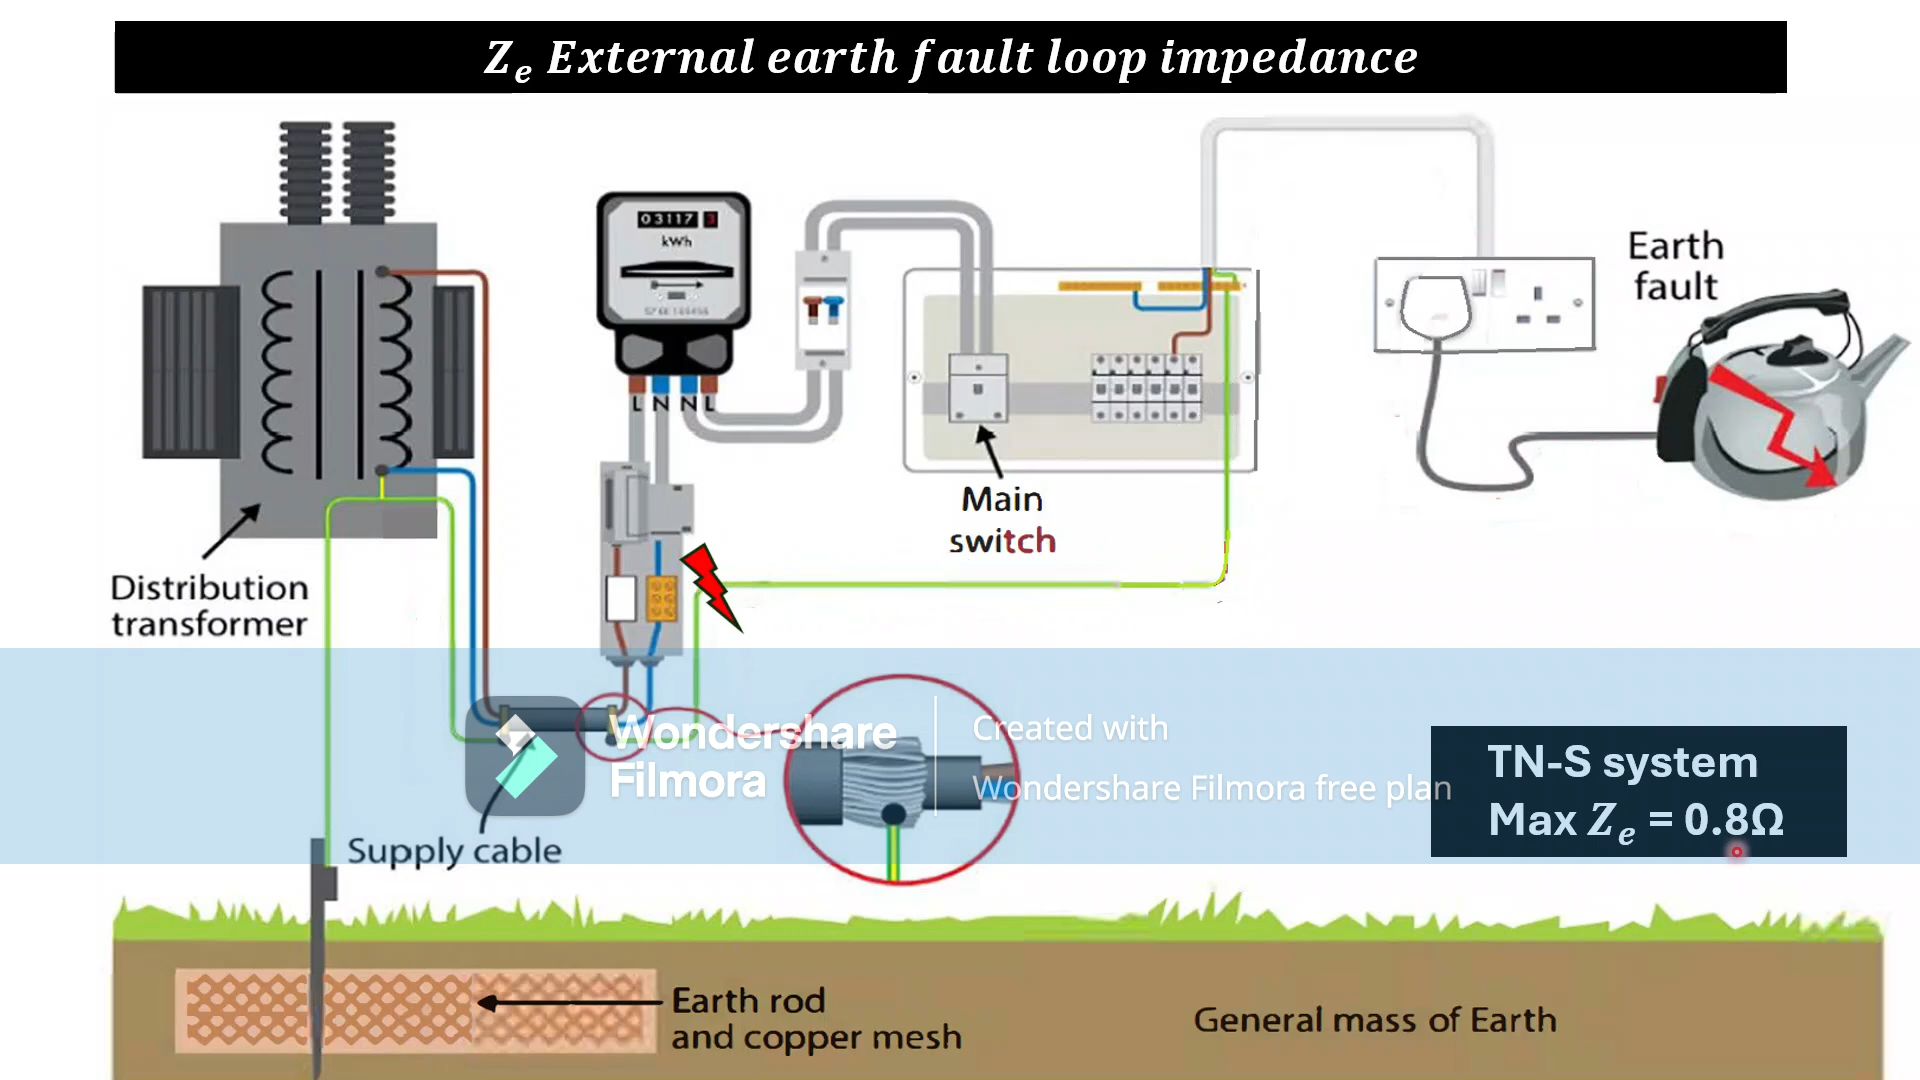 Zₑ External earth fault loop impedance
03117 3
kWh
L N N L
Earth
fault
Main
switch
Distribution
transformer
Wondershare
Filmora
Created with
Wondershare Filmora free plan
TN-S system
Max Zₑ = 0.8Ω
Supply cable
Earth rod
and copper mesh
General mass of Earth